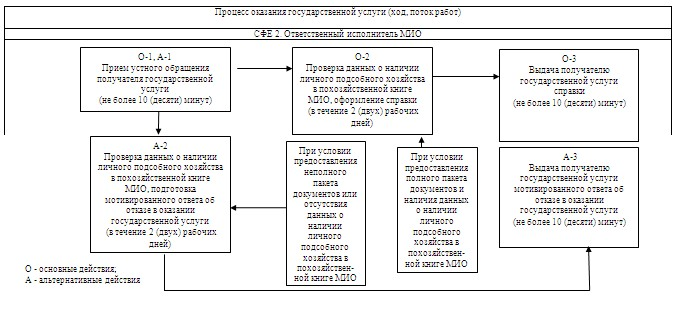 Процесс оказания государственной услуги (ход, поток работ)
СФЕ 2. Ответственный исполнитель МИО
О-1, А-1
Прием устного обращения
получателя государственной
услуги
(не более 10 (десяти) минут)
О-2
Проверка данных о наличии
личного подсобного хозяйства
в похозяйственной книге
МИО, оформление справки
(в течение 2 (двух) рабочих
дней)
О-3
Выдача получателю
государственной услуги
справки
(не более 10 (десяти) минут)
А-2
Проверка данных о наличии
личного подсобного хозяйства
в похозяйственной книге
МИО, подготовка
мотивированного ответа об
отказе в оказании
государственной услуги
(в течение 2 (двух) рабочих
дней)
При условии
предоставления
неполного
пакета
документов или
отсутствия
данных о
наличии
личного
подсобного
хозяйства в
похозяйствен-
ной книге МИО
При условии
предоставления
полного пакета
документов и
наличия данных
о наличии
личного
подсобного
хозяйства в
похозяйствен-
ной книге МИО
А-3
Выдача получателю
государственной услуги
мотивированного ответа об
отказе в оказании
государственной услуги
(не более 10 (десяти) минут)
О - основные действия;
А - альтернативные действия